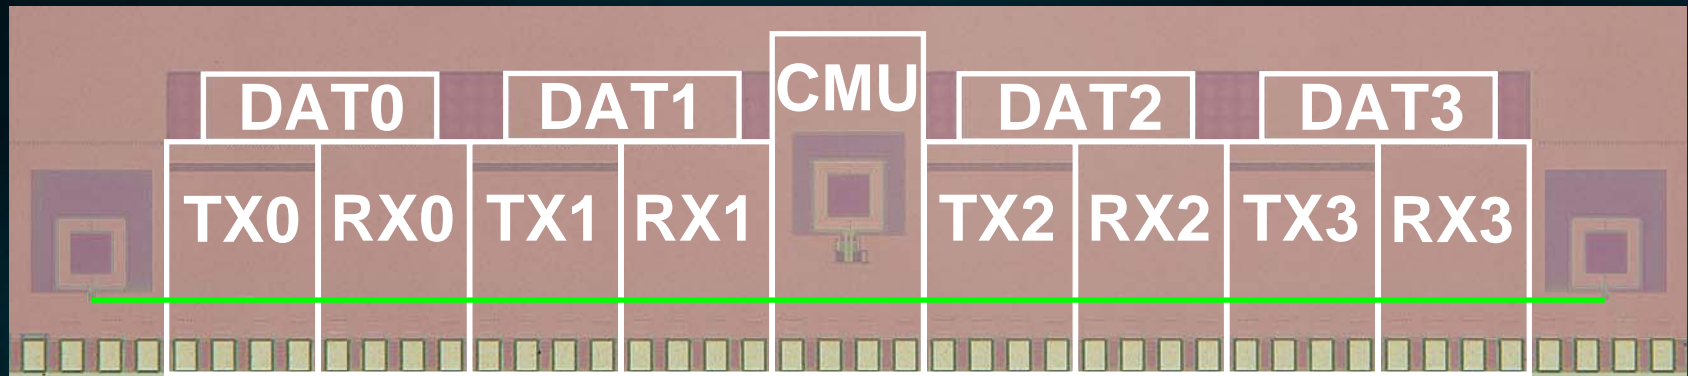 DAT0 DAT1 CMU DAT2 DAT3
TX0 RX0 TX1 RX1 TX2 RX2 TX3 RX3